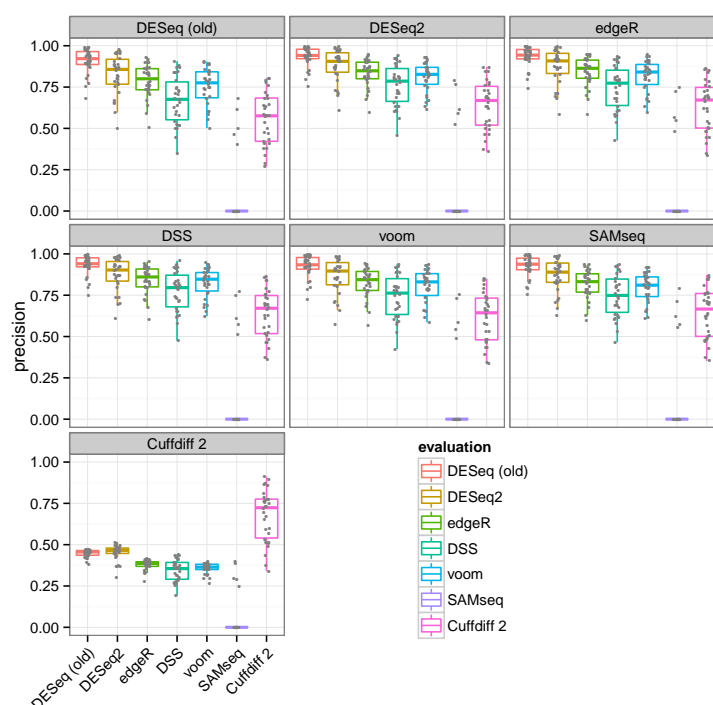 DESeq (old)
DESeq2
edgeR
1.00
0.75
0.50
0.25
0.00
DSS
voom
SAMseq
1.00
0.75
0.50
0.25
0.00
precision
Cuffdiff 2
1.00
0.75
0.50
0.25
0.00
DESeq (old)
DESeq2
edgeR
DSS
voom
SAMseq
Cuffdiff 2
evaluation
DESeq (old)
DESeq2
edgeR
DSS
voom
SAMseq
Cuffdiff 2